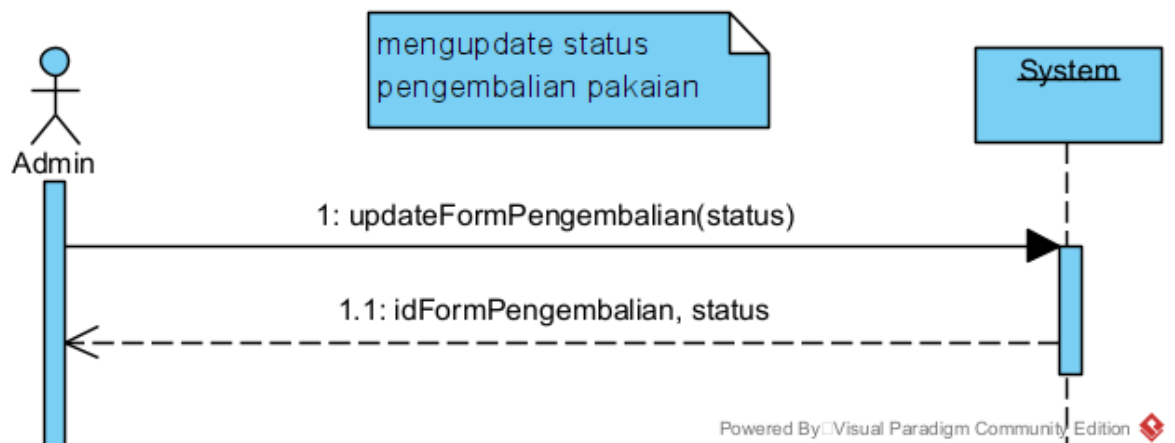 mengupdate status
pengembalian pakaian
System
Admin
1: updateFormPengembalian(status)
1.1: idFormPengembalian, status
Powered By Visual Paradigm Community Edition